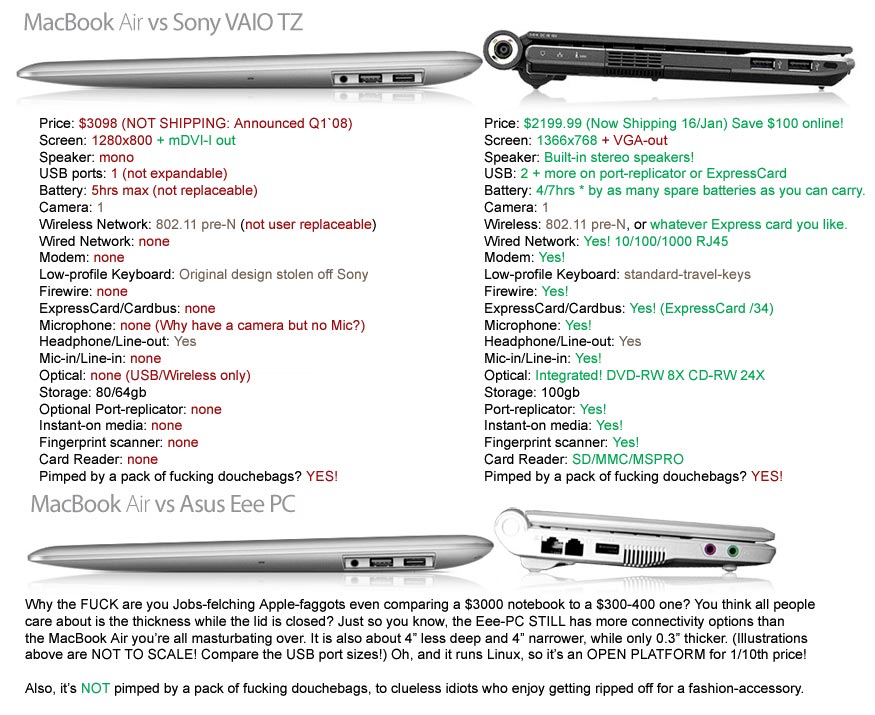 MacBook Air vs Sony VAIO TZ
Price: $3098 (NOT SHIPPING: Announced Q1`08)
Screen: 1280x800 + mDVI-I out
Speaker: mono
USB ports: 1 (not expandable)
Battery: 5hrs max (not replaceable)
Camera: 1
Wireless Network: 802.11 pre-N (not user replaceable)
Wired Network: none
Modem: none
Low-profile Keyboard: Original design stolen off Sony
Firewire: none
ExpressCard/Cardbus: none
Microphone: none (Why have a camera but no Mic?)
Headphone/Line-out: Yes
Mic-in/Line-in: none
Optical: none (USB/Wireless only)
Storage: 80/64gb
Optional Port-replicator: none
Instant-on media: none
Fingerprint scanner: none
Card Reader: none
Pimped by a pack of fucking douchebags? YES!
Price: $2199.99 (Now Shipping 16/Jan) Save $100 online!
Screen: 1366x768 + VGA-out
Speaker: Built-in stereo speakers!
USB: 2 + more on port-replicator or ExpressCard
Battery: 4/7hrs * by as many spare batteries as you can carry.
Camera: 1
Wireless: 802.11 pre-N, or whatever Express card you like.
Wired Network: Yes! 10/100/1000 RJ45
Modem: Yes!
Low-profile Keyboard: standard-travel-keys
Firewire: Yes!
ExpressCard/Cardbus: Yes! (ExpressCard /34)
Microphone: Yes!
Headphone/Line-out: Yes
Mic-in/Line-in: Yes!
Optical: Integrated! DVD-RW 8X CD-RW 24X
Storage: 100gb
Port-replicator: Yes!
Instant-on media: Yes!
Fingerprint scanner: Yes!
Card Reader: SD/MMC/MSPRO
Pimped by a pack of fucking douchebags? YES!
MacBook Air vs Asus Eee PC
Why the FUCK are you Jobs-felching Apple-faggots even comparing a $3000 notebook to a $300-400 one? You think all people
care about is the thickness while the lid is closed? Just so you know, the Eee-PC STILL has more connectivity options than
the MacBook Air you're all masturbating over. It is also about 4” less deep and 4” narrower, while only 0.3” thicker. (Illustrations
above are NOT TO SCALE! Compare the USB port sizes!) Oh, and it runs Linux, so it's an OPEN PLATFORM for 1/10th price!
Also, it's NOT pimped by a pack of fucking douchebags, to clueless idiots who enjoy getting ripped off for a fashion-accessory.